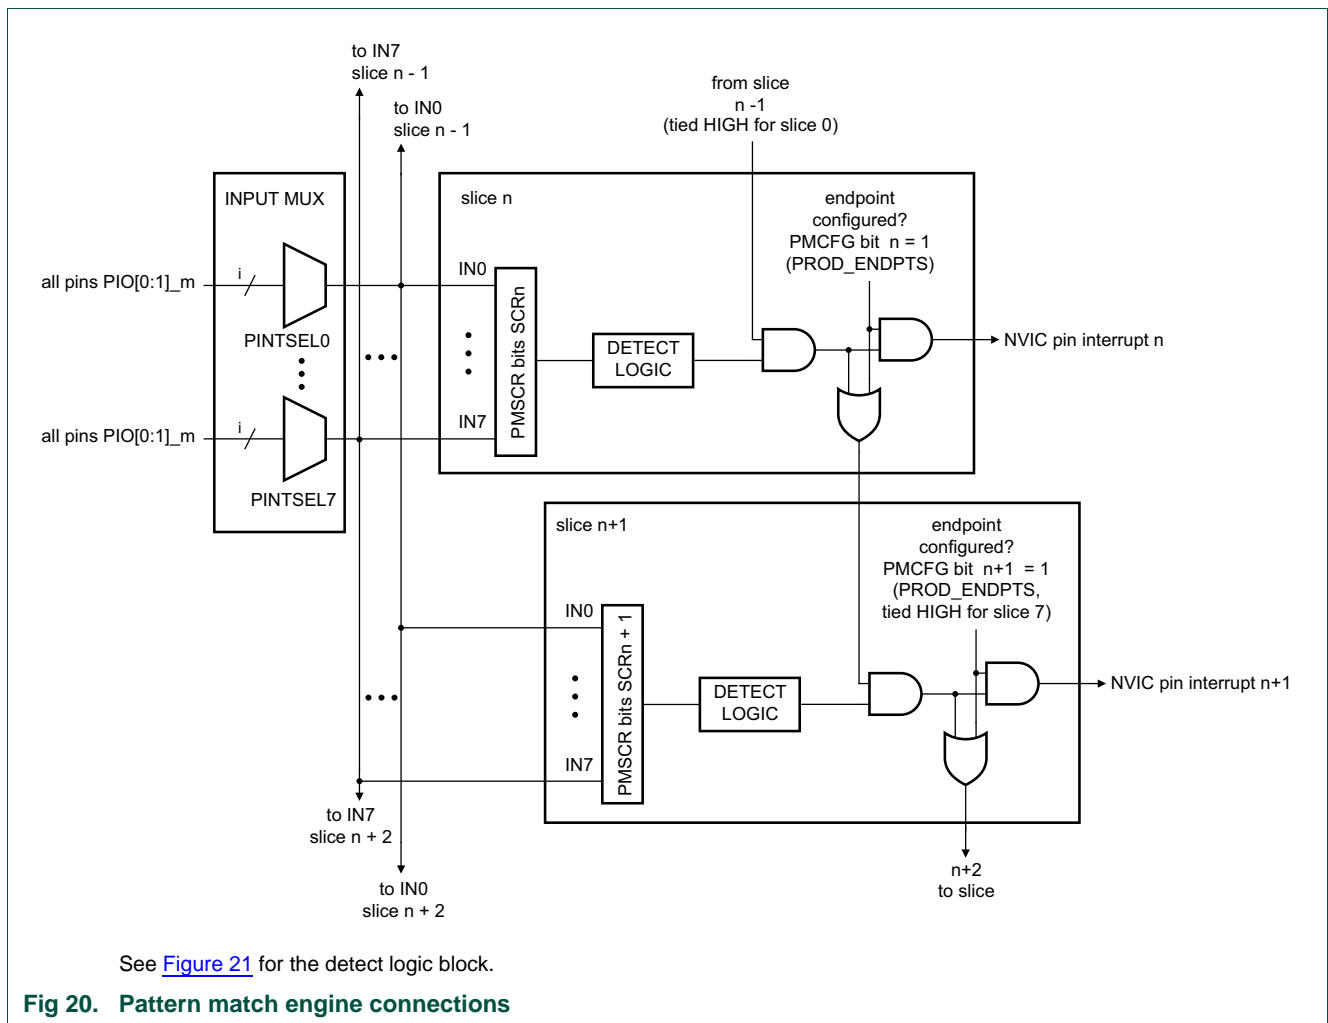 to IN7
slice n - 1
to IN0
slice n - 1
from slice
n -1
(tied HIGH for slice 0)
INPUT MUX
slice n
endpoint
configured?
PMCFG bit n = 1
(PROD_ENDPTS)
all pins PIO[0:1]_m
i
IN0
PINTSEL0
PMSCR bits SCRn
DETECT
LOGIC
NVIC pin interrupt n
all pins PIO[0:1]_m
i
IN7
PINTSEL7
slice n+1
endpoint
configured?
PMCFG bit n+1 = 1
(PROD_ENDPTS,
tied HIGH for slice 7)
IN0
PMSCR bits SCRn + 1
DETECT
LOGIC
NVIC pin interrupt n+1
IN7
to IN7
slice n + 2
to IN0
slice n + 2
n+2
to slice
See Figure 21 for the detect logic block.
Fig 20. Pattern match engine connections